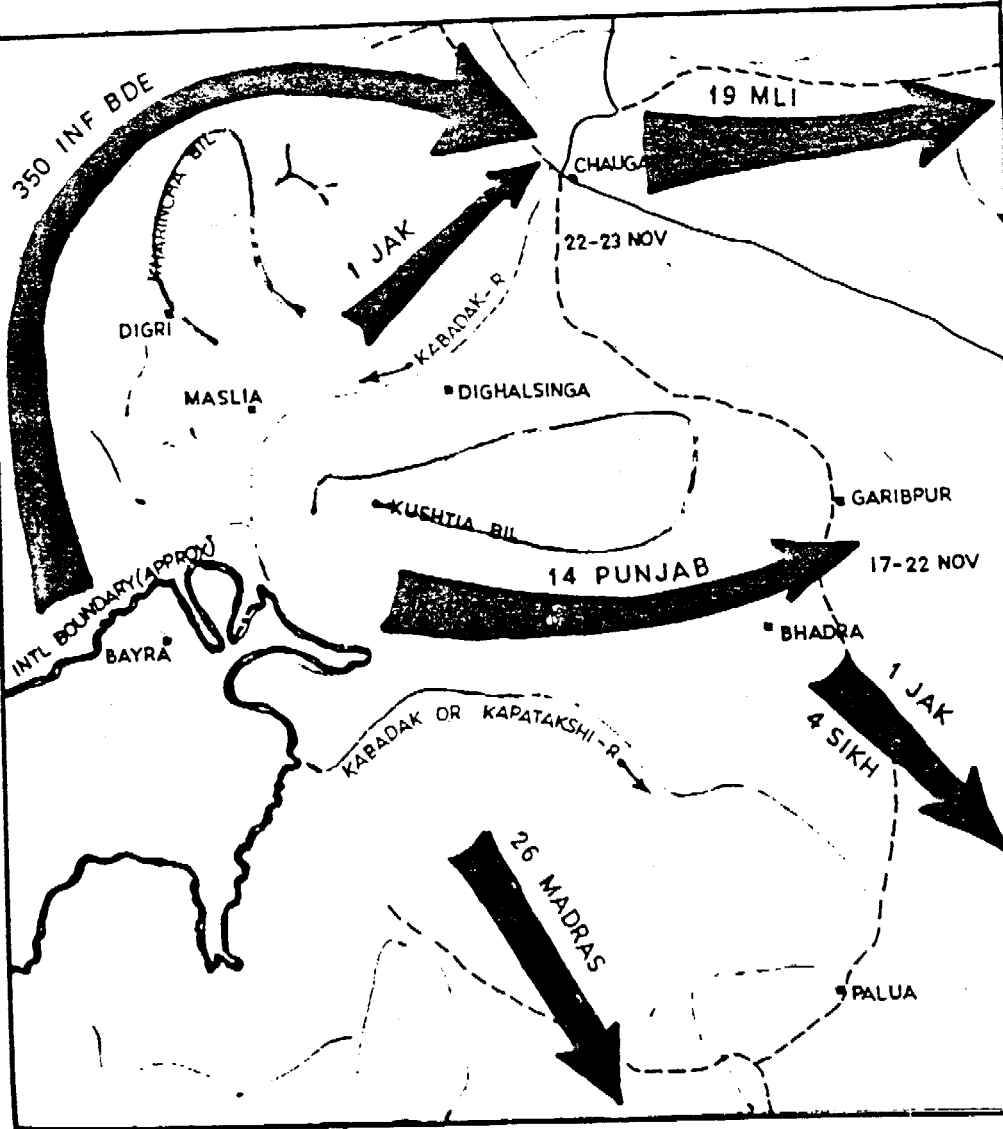 350 INF BDE
19 MLI
KHARINCHA BIL
CHAUGA
1 JAK
22-23 NOV
DIGRI
KABADAK-R
MASLIA
DIGHALSINGA
KUSHTIA BIL
GARIBPUR
14 PUNJAB
17-22 NOV
INTL BOUNDARY (APPROX)
BAYRA
BHADRA
1 JAK
4 SIKH
KABADAK OR KAPATAKSHI-R
26 MADRAS
PALUA